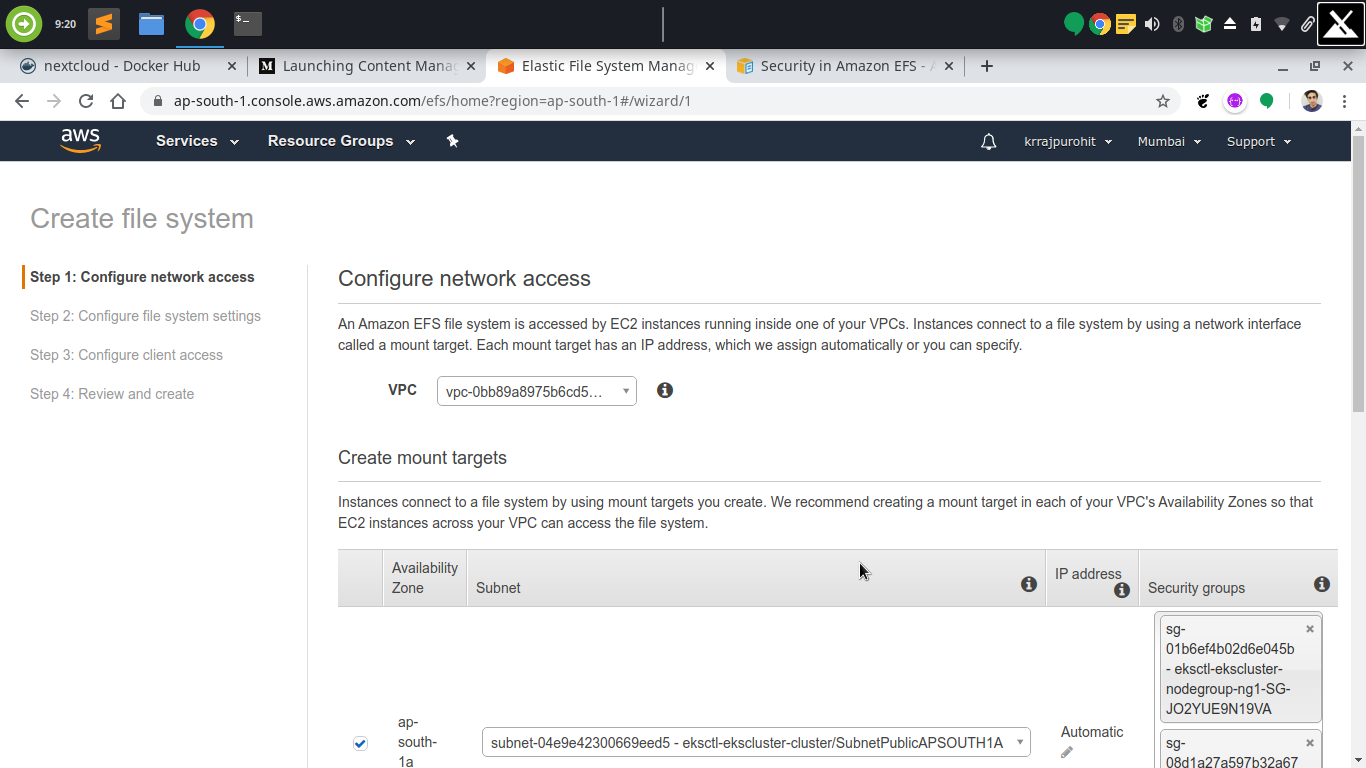 9:20
$_
nextcloud - Docker Hub
M
Launching Content Manag
Elastic File System Manag
Security in Amazon EFS - A
ap-south-1.console.aws.amazon.com/efs/home?region=ap-south-1#/wizard/1
aws
Services
Resource Groups
krrajpurohit
Mumbai
Support
Create file system
Step 1: Configure network access
Step 2: Configure file system settings
Step 3: Configure client access
Step 4: Review and create
Configure network access
An Amazon EFS file system is accessed by EC2 instances running inside one of your VPCs. Instances connect to a file system by using a network interface
called a mount target. Each mount target has an IP address, which we assign automatically or you can specify.
VPC
vpc-0bb89a8975b6cd5...
Create mount targets
Instances connect to a file system by using mount targets you create. We recommend creating a mount target in each of your VPC's Availability Zones so that
EC2 instances across your VPC can access the file system.
Availability
Zone
Subnet
IP address
Security groups
ap-
south-
1a
subnet-04e9e42300669eed5 - eksctl-ekscluster-cluster/SubnetPublicAPSOUTH1A
Automatic
sg-
01b6ef4b02d6e045b
- eksctl-ekscluster-
nodegroup-ng1-SG-
JO2YUE9N19VA
sg-
08d1a27a597b32a67